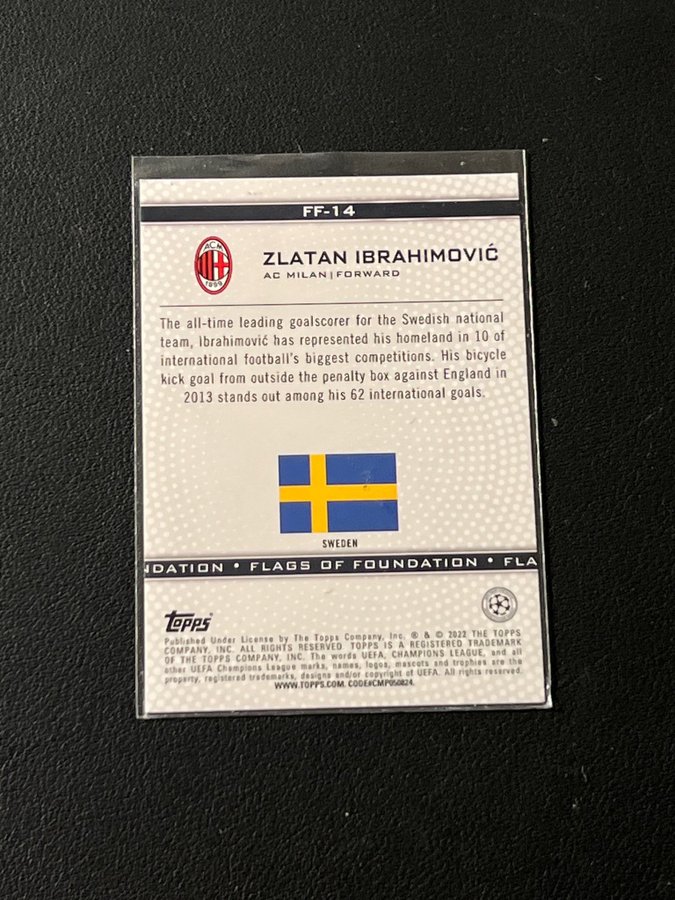 FF-14
ACM
1899
ZLATAN IBRAHIMOVIĆ
AC MILAN | FORWARD
The all-time leading goalscorer for the Swedish national
team, Ibrahimović has represented his homeland in 10 of
international football's biggest competitions. His bicycle
kick goal from outside the penalty box against England in
2013 stands out among his 62 international goals.
SWEDEN
NDATION • FLAGS OF FOUNDATION • FLA
Topps®
Published Under License by The Topps Company, Inc. ® & © 2022 THE TOPPS
COMPANY, INC. ALL RIGHTS RESERVED. TOPPS IS A REGISTERED TRADEMARK
OF THE TOPPS COMPANY, INC. The words UEFA, CHAMPIONS LEAGUE, and all
other UEFA Champions League marks, names, logos, mascots and trophies are the
property, registered trademarks, designs and/or copyright of UEFA. All rights reserved.
WWW.TOPPS.COM. CODE#CMP050824.